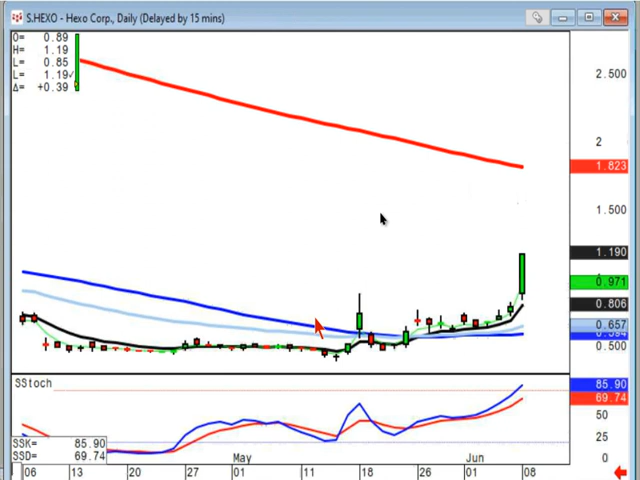 S.HEXO - Hexo Corp., Daily (Delayed by 15 mins)
O= 0.89
H= 1.19
L= 0.85
L= 1.19✓
Δ= +0.39
2.500
2
1.823
1.500
1.190
0.971
0.806
0.657
0.500
SStoch
85.90
69.74
50
25
0
SSK= 85.90
SSD= 69.74
May
Jun
06
13
20
27
01
11
18
26
01
08